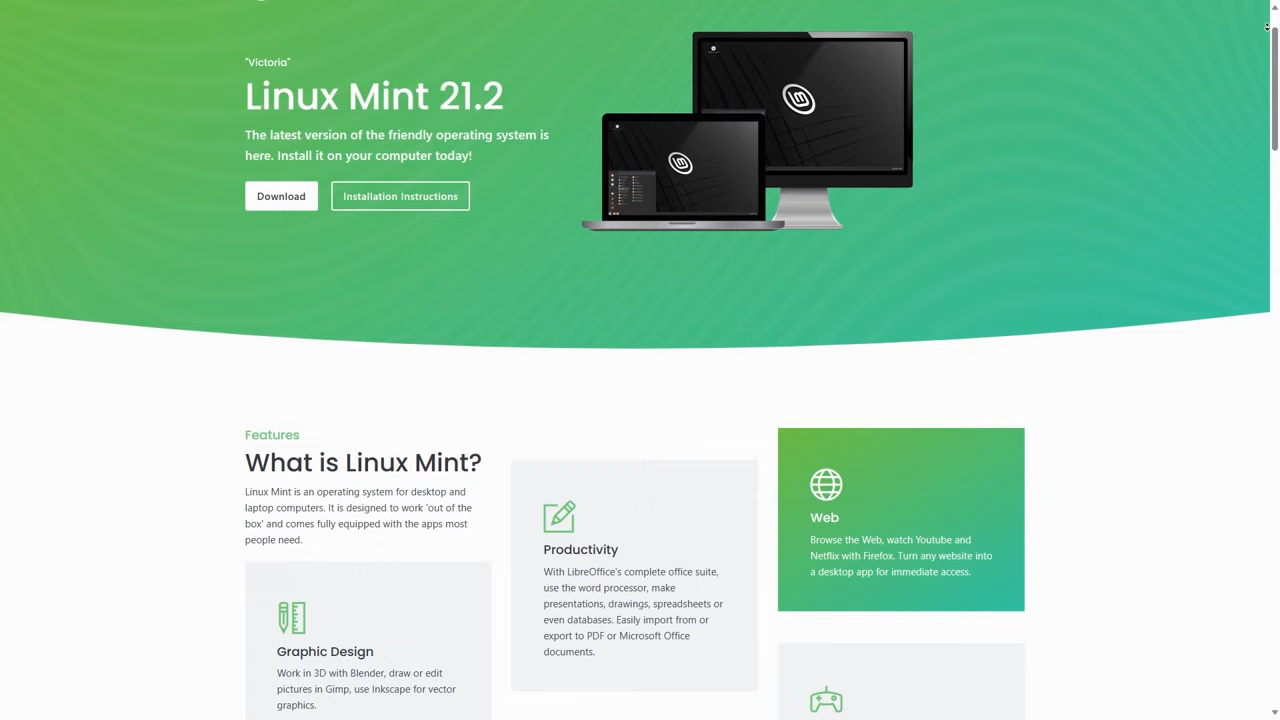 "Victoria"
Linux Mint 21.2
The latest version of the friendly operating system is
here. Install it on your computer today!
Download
Installation Instructions
Features
What is Linux Mint?
Linux Mint is an operating system for desktop and
laptop computers. It is designed to work 'out of the
box' and comes fully equipped with the apps most
people need.
Graphic Design
Work in 3D with Blender, draw or edit
pictures in Gimp, use Inkscape for vector
graphics.
Productivity
With LibreOffice's complete office suite,
use the word processor, make
presentations, drawings, spreadsheets or
even databases. Easily import from or
export to PDF or Microsoft Office
documents.
Web
Browse the Web, watch Youtube and
Netflix with Firefox. Turn any website into
a desktop app for immediate access.